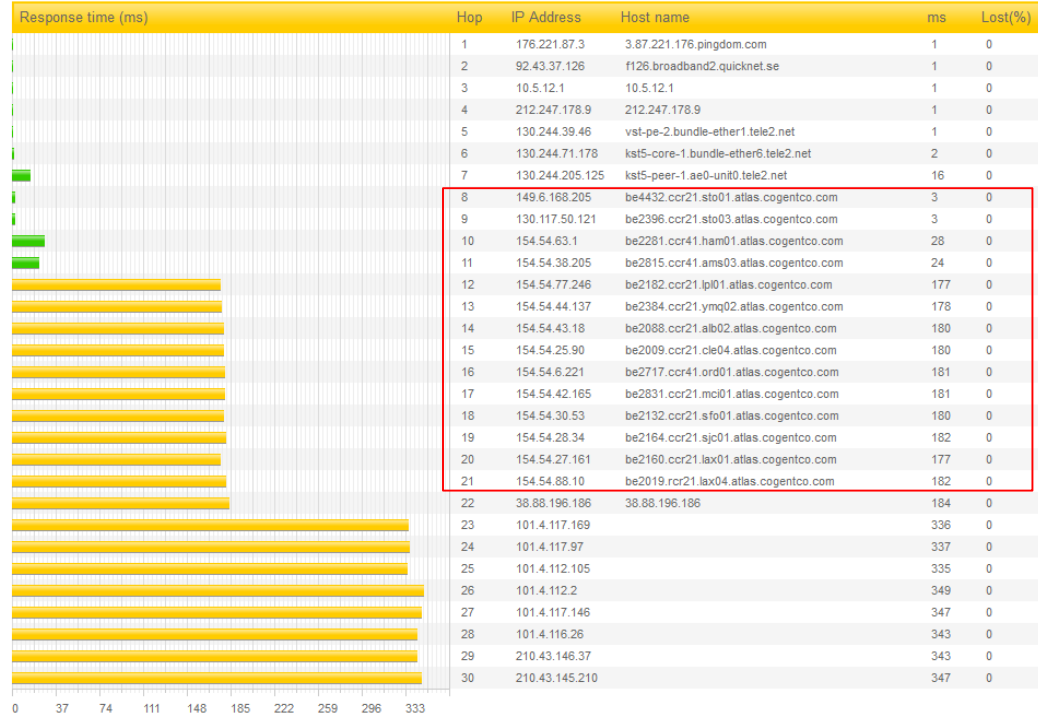 Response time (ms) Hop IP Address Host name ms Lost(%)
1 176.221.87.3 3.87.221.176.pingdom.com 1 0
2 92.43.37.126 f126.broadband2.quicknet.se 1 0
3 10.5.12.1 10.5.12.1 1 0
4 212.247.178.9 212.247.178.9 1 0
5 130.244.39.46 vst-pe-2.bundle-ether1.tele2.net 1 0
6 130.244.71.178 kst5-core-1.bundle-ether6.tele2.net 2 0
7 130.244.205.125 kst5-peer-1.ae0-unit0.tele2.net 16 0
8 149.6.168.205 be4432.ccr21.sto01.atlas.cogentco.com 3 0
9 130.117.50.121 be2396.ccr21.sto03.atlas.cogentco.com 3 0
10 154.54.63.1 be2281.ccr41.ham01.atlas.cogentco.com 28 0
11 154.54.38.205 be2815.ccr41.ams03.atlas.cogentco.com 24 0
12 154.54.77.246 be2182.ccr21.lpl01.atlas.cogentco.com 177 0
13 154.54.44.137 be2384.ccr21.ymq02.atlas.cogentco.com 178 0
14 154.54.43.18 be2088.ccr21.alb02.atlas.cogentco.com 180 0
15 154.54.25.90 be2009.ccr21.cle04.atlas.cogentco.com 180 0
16 154.54.6.221 be2717.ccr41.ord01.atlas.cogentco.com 181 0
17 154.54.42.165 be2831.ccr21.mci01.atlas.cogentco.com 181 0
18 154.54.30.53 be2132.ccr21.sfo01.atlas.cogentco.com 180 0
19 154.54.28.34 be2164.ccr21.sjc01.atlas.cogentco.com 182 0
20 154.54.27.161 be2160.ccr21.lax01.atlas.cogentco.com 177 0
21 154.54.88.10 be2019.rcr21.lax04.atlas.cogentco.com 182 0
22 38.88.196.186 38.88.196.186 184 0
23 101.4.117.169 336 0
24 101.4.117.97 337 0
25 101.4.112.105 335 0
26 101.4.112.2 349 0
27 101.4.117.146 347 0
28 101.4.116.26 343 0
29 210.43.146.37 343 0
30 210.43.145.210 347 0
0 37 74 111 148 185 222 259 296 333